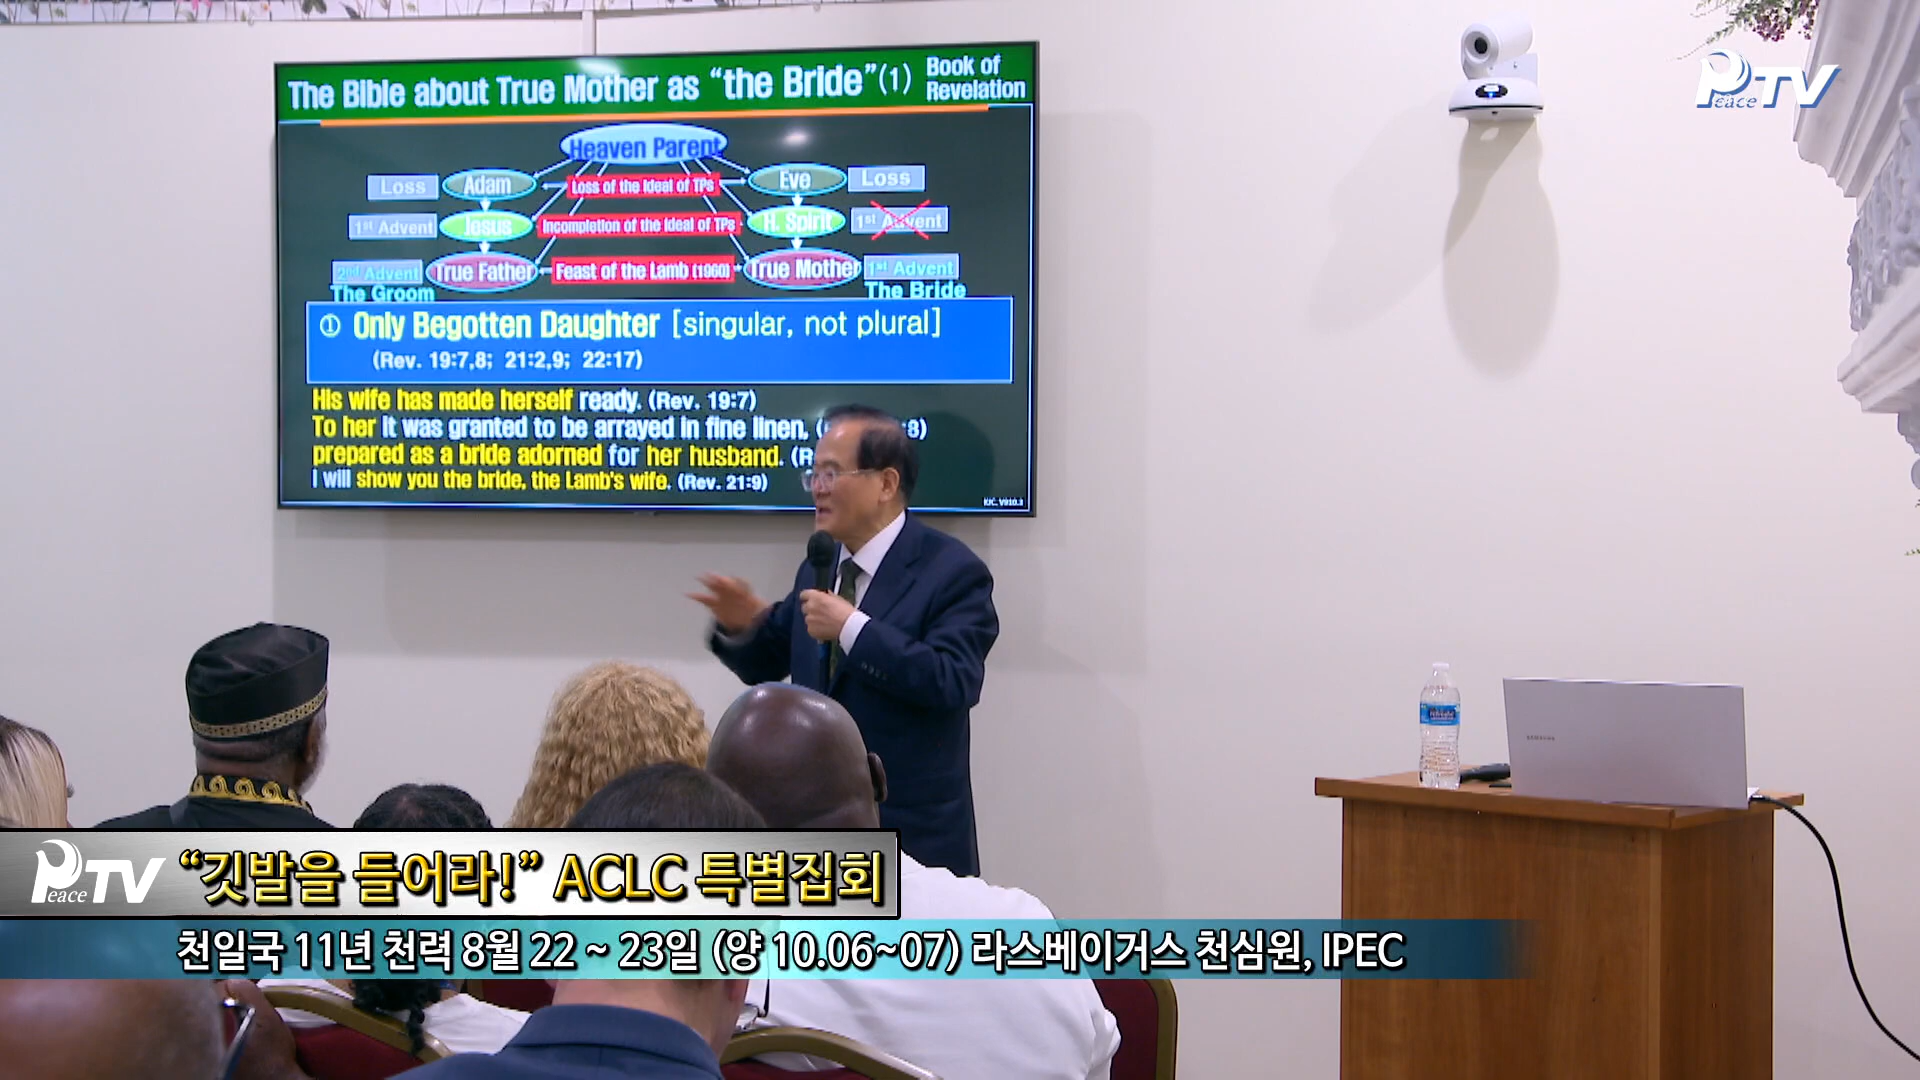 The Bible about True Mother as “the Bride”(1) Book of Revelation
Heaven Parent
Loss Adam Loss of the Ideal of TPs Eve Loss
1st Advent Jesus Incompletion of the Ideal of TPs H. Spirit 1st Advent
2nd Advent True Father Feast of the Lamb (1960) True Mother 1st Advent
The Groom The Bride
① Only Begotten Daughter [singular, not plural]
(Rev. 19:7,8; 21:2,9; 22:17)
His wife has made herself ready. (Rev. 19:7)
To her it was granted to be arrayed in fine linen, ( 8)
prepared as a bride adorned for her husband. (R
I will show you the bride, the Lamb's wife. (Rev. 21:9)
Peace TV
SAMSUNG
Peace TV “깃발을 들어라!” ACLC 특별집회
천일국 11년 천력 8월 22 ~ 23일 (양 10.06~07) 라스베이거스 천심원, IPEC